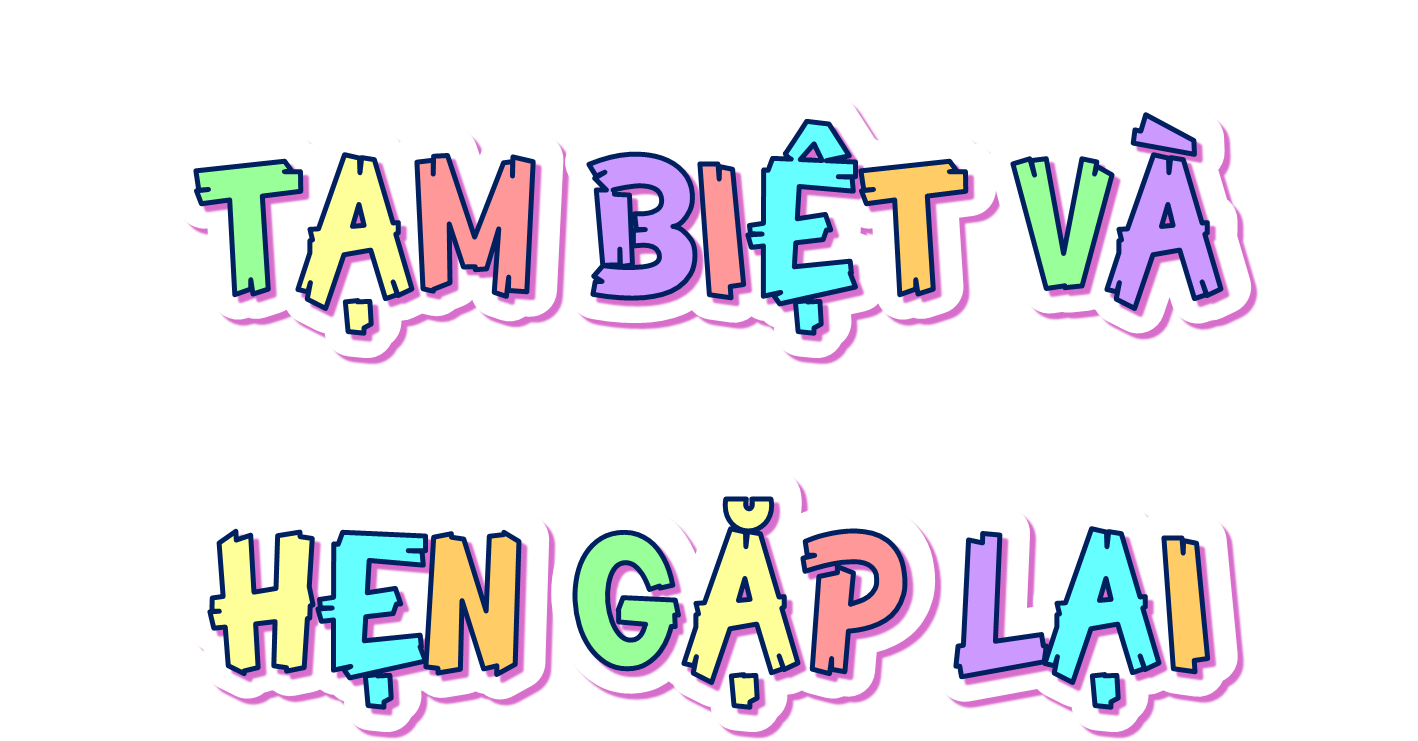 TẠM BIỆT VÀ
HẸN GẶP LẠI